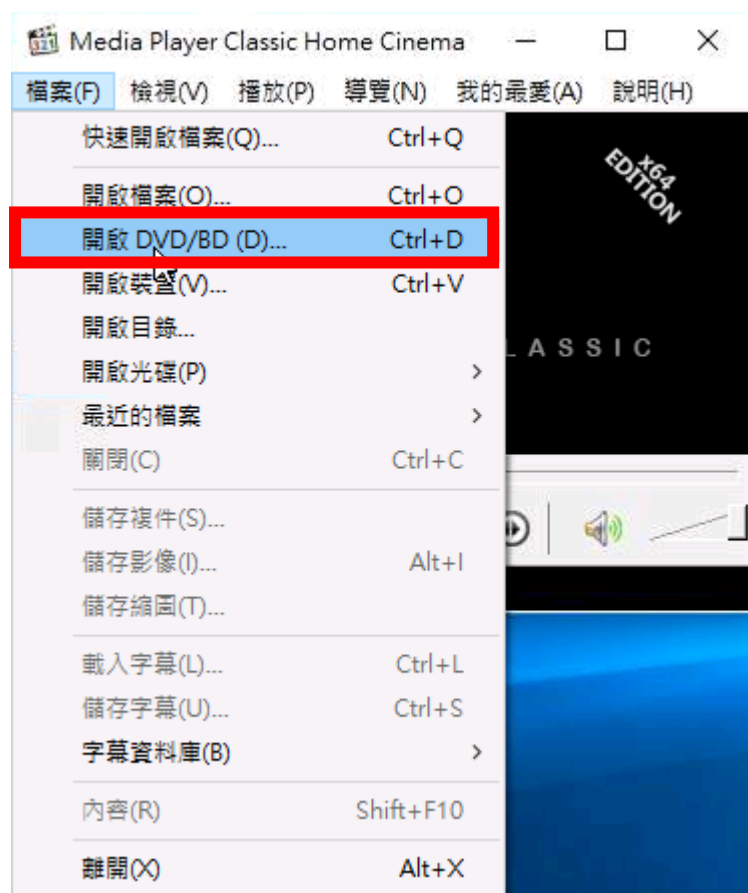 Media Player Classic Home Cinema
檔案(F) 檢視(V) 播放(P) 導覽(N) 我的最愛(A) 說明(H)
快速開啟檔案(Q)... Ctrl+Q
開啟檔案(O)... Ctrl+O
開啟 DVD/BD (D)... Ctrl+D
開啟裝置(V)... Ctrl+V
開啟目錄...
開啟光碟(P)
最近的檔案
關閉(C) Ctrl+C
儲存複件(S)...
儲存影像(I)... Alt+I
儲存縮圖(T)...
載入字幕(L)... Ctrl+L
儲存字幕(U)... Ctrl+S
字幕資料庫(B)
內容(R) Shift+F10
離開(X) Alt+X
x64
EDITION
LASSIC
321